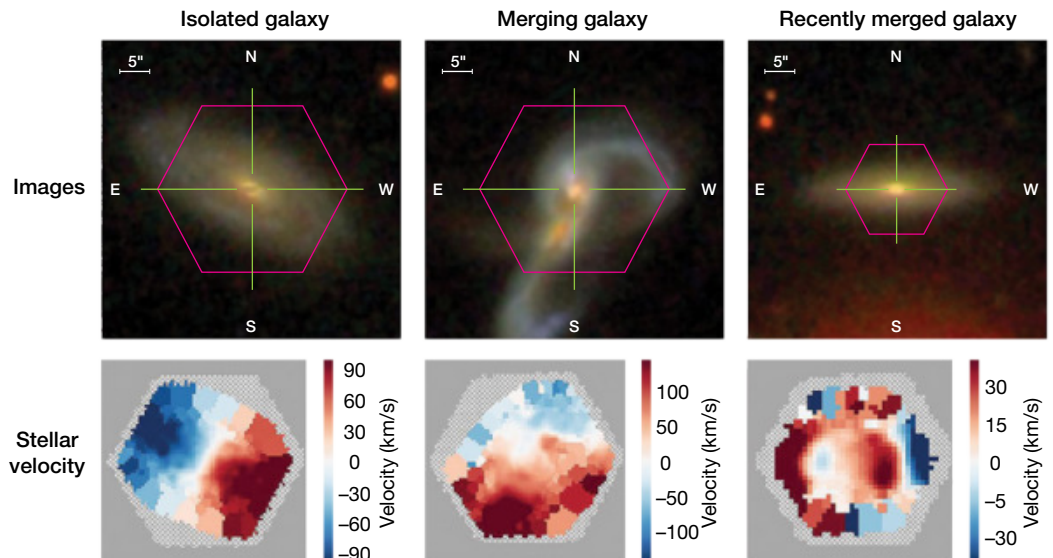 Isolated galaxy
Merging galaxy
Recently merged galaxy
Images
5"
N
E
W
S
5"
N
E
W
S
5"
N
E
W
S
Stellar velocity
90
60
30
0
–30
–60
–90
Velocity (km/s)
100
50
0
–50
–100
Velocity (km/s)
30
15
0
–5
–30
Velocity (km/s)